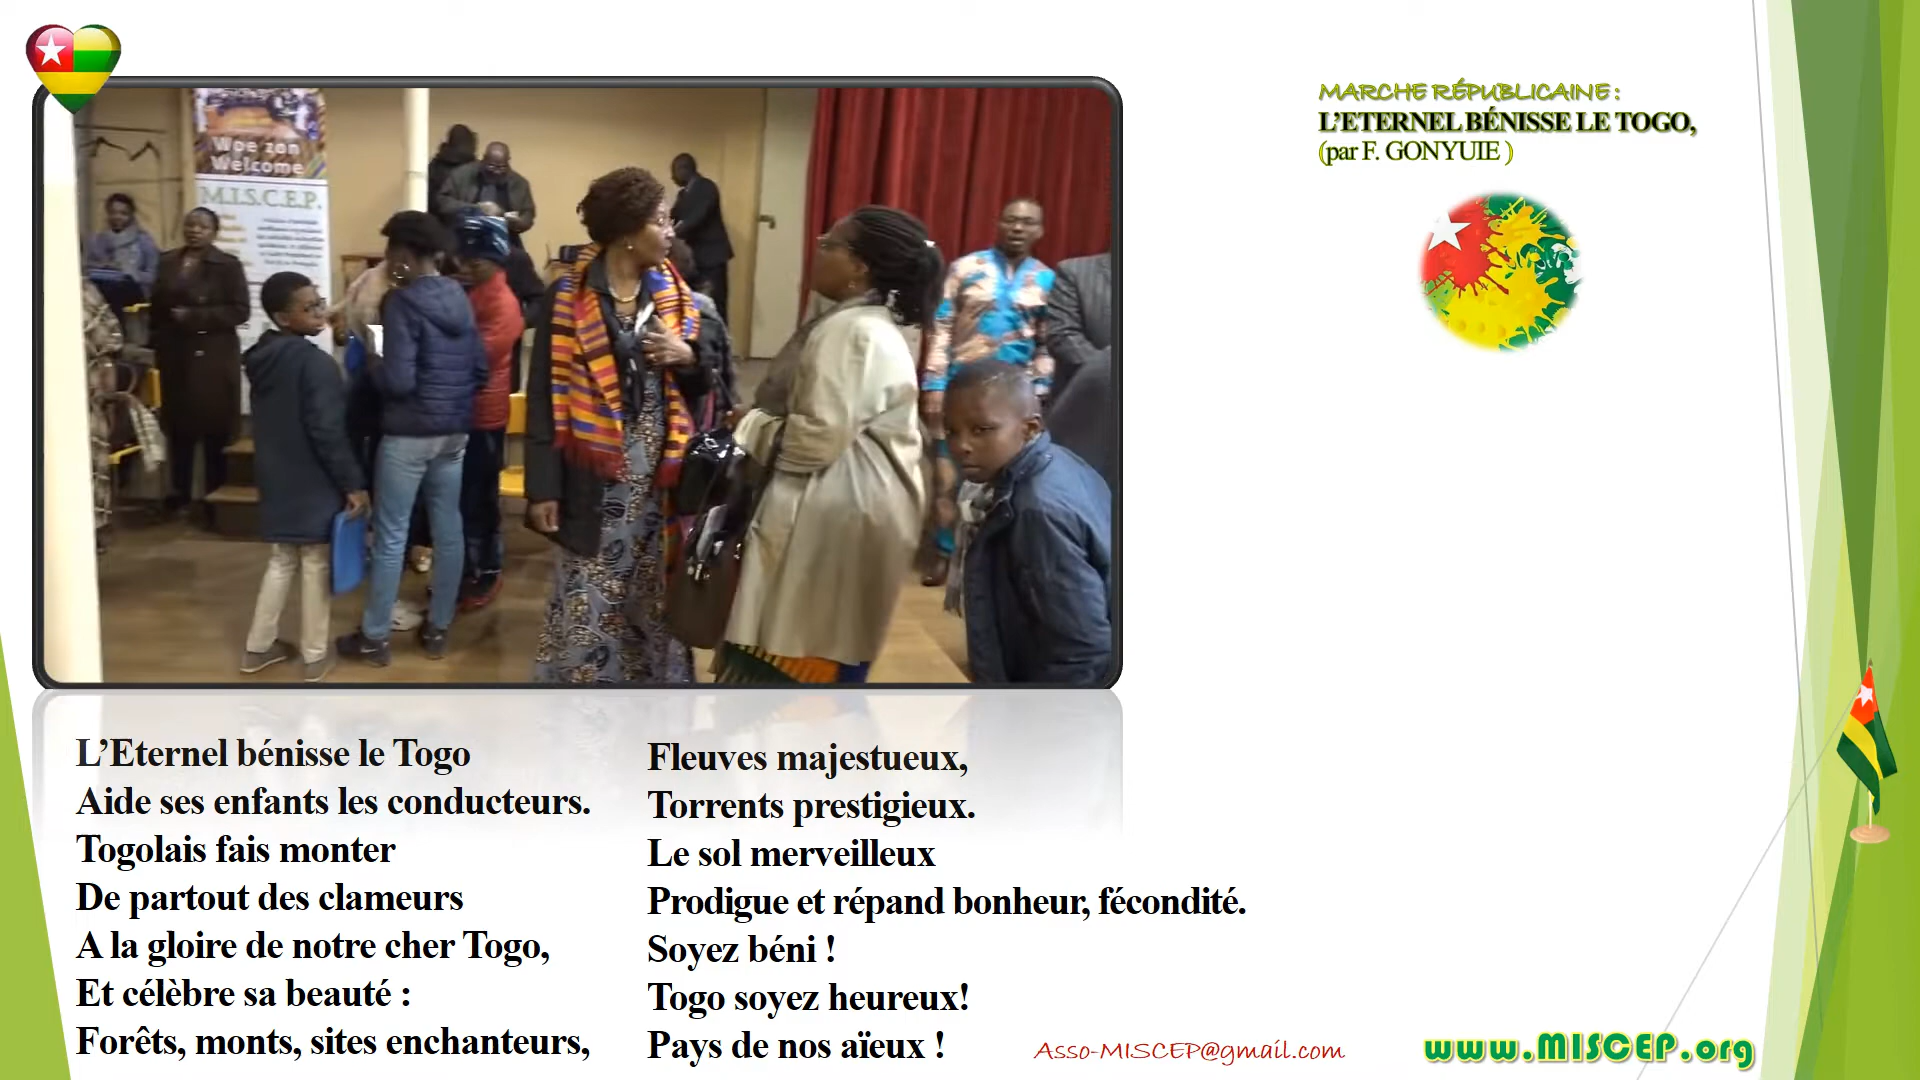 MARCHE RÉPUBLICAINE :
L’ETERNEL BÉNISSE LE TOGO,
(par F. GONYUIE )
Woe zon
Welcome
M.I.S.C.E.P.
L’Eternel bénisse le Togo
Aide ses enfants les conducteurs.
Togolais fais monter
De partout des clameurs
A la gloire de notre cher Togo,
Et célèbre sa beauté :
Forêts, monts, sites enchanteurs,
Fleuves majestueux,
Torrents prestigieux.
Le sol merveilleux
Prodigue et répand bonheur, fécondité.
Soyez béni !
Togo soyez heureux!
Pays de nos aïeux !
Asso-MISCEP@gmail.com
www.MISCEP.org